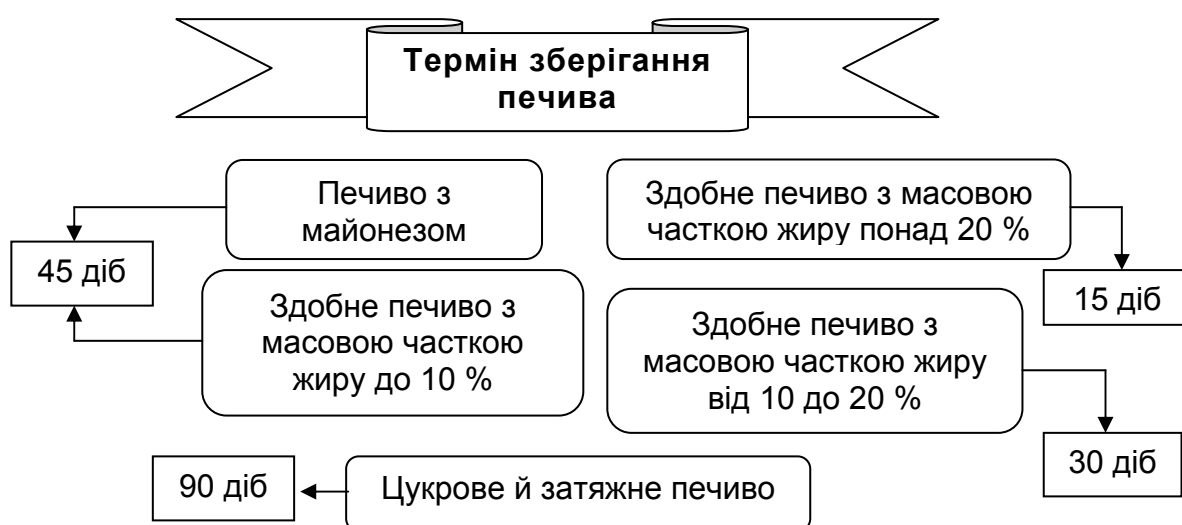 Термін зберігання
печива
Печиво з
майонезом
Здобне печиво з масовою
часткою жиру понад 20 %
45 діб
15 діб
Здобне печиво з
масовою часткою
жиру до 10 %
Здобне печиво з
масовою часткою жиру
від 10 до 20 %
30 діб
90 діб
Цукрове й затяжне печиво